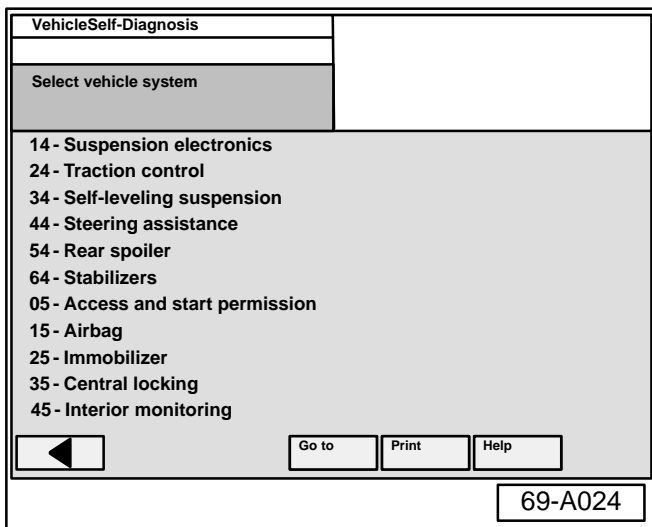 VehicleSelf-Diagnosis
Select vehicle system
14 - Suspension electronics
24 - Traction control
34 - Self-leveling suspension
44 - Steering assistance
54 - Rear spoiler
64 - Stabilizers
05 - Access and start permission
15 - Airbag
25 - Immobilizer
35 - Central locking
45 - Interior monitoring
Go to Print Help
69-A024